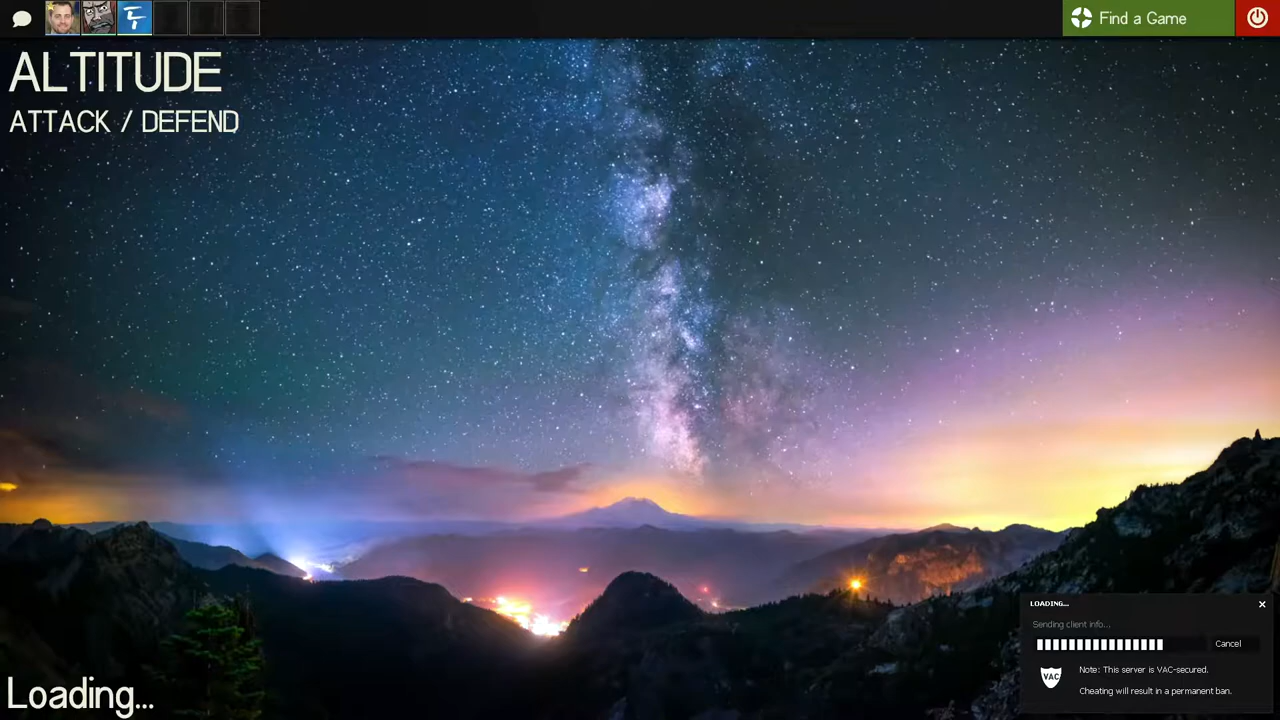 Find a Game
ALTITUDE
ATTACK / DEFEND
LOADING...
Sending client info...
Cancel
VAC
Note: This server is VAC-secured.
Cheating will result in a permanent ban.
Loading...